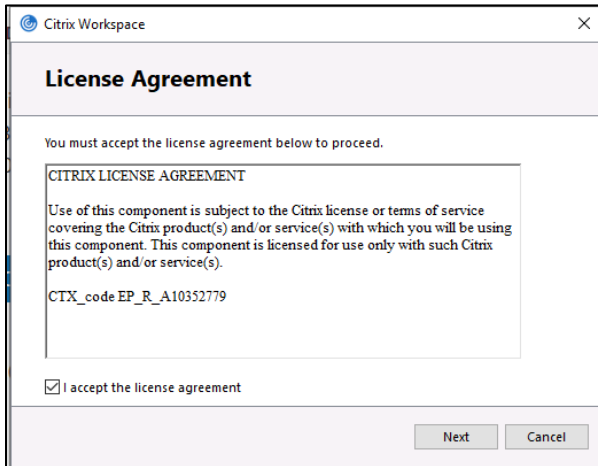 Citrix Workspace
License Agreement
You must accept the license agreement below to proceed.
CITRIX LICENSE AGREEMENT
Use of this component is subject to the Citrix license or terms of service
covering the Citrix product(s) and/or service(s) with which you will be using
this component. This component is licensed for use only with such Citrix
product(s) and/or service(s).
CTX_code EP_R_A10352779
I accept the license agreement
Next
Cancel